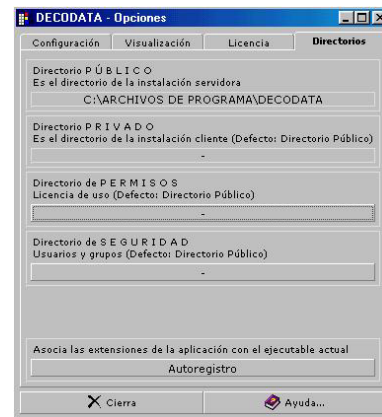 DECODATA - Opciones
Configuración Visualización Licencia Directorios
Directorio P Ú B L I C O
Es el directorio de la instalación servidora
C:\ARCHIVOS DE PROGRAMA\DECODATA
Directorio P R I V A D O
Es el directorio de la instalación cliente (Defecto: Directorio Público)
-
Directorio de P E R M I S O S
Licencia de uso (Defecto: Directorio Público)
-
Directorio de S E G U R I D A D
Usuarios y grupos (Defecto: Directorio Público)
-
Asocia las extensiones de la aplicación con el ejecutable actual
Autoregistro
Cierra Ayuda...